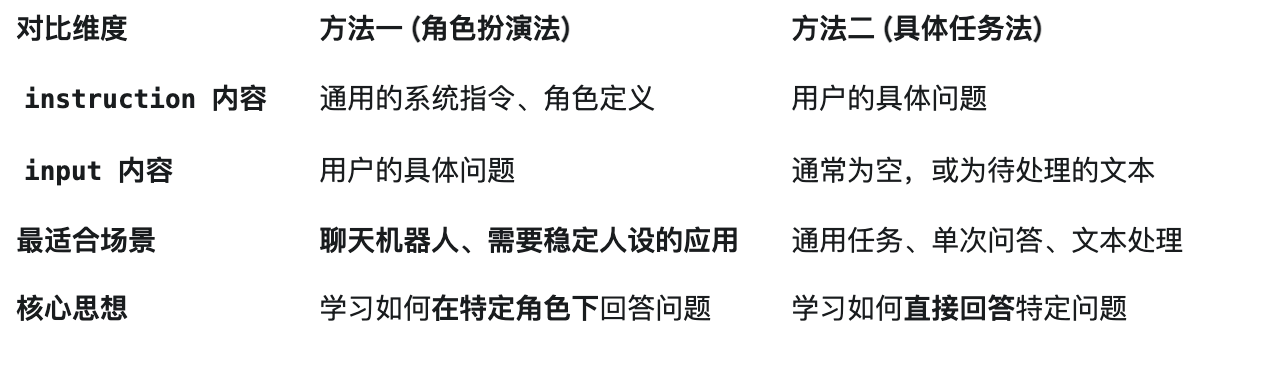 对比维度 方法一 (角色扮演法) 方法二 (具体任务法)
instruction 内容 通用的系统指令、角色定义 用户的具体问题
input 内容 用户的具体问题 通常为空，或为待处理的文本
最适合场景 聊天机器人、需要稳定人设的应用 通用任务、单次问答、文本处理
核心思想 学习如何在特定角色下回答问题 学习如何直接回答特定问题